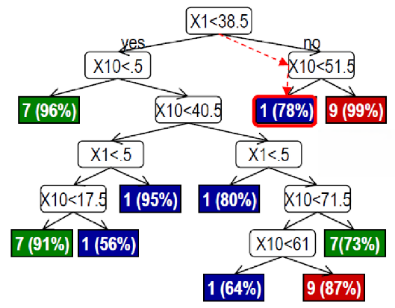 X1<38.5
yes no
X10<.5 X10<51.5
7 (96%) X10<40.5 1 (78%) 9 (99%)
X1<.5 X1<.5
X10<17.5 1 (95%) 1 (80%) X10<71.5
7 (91%) 1 (56%) X10<61 7(73%)
1 (64%) 9 (87%)